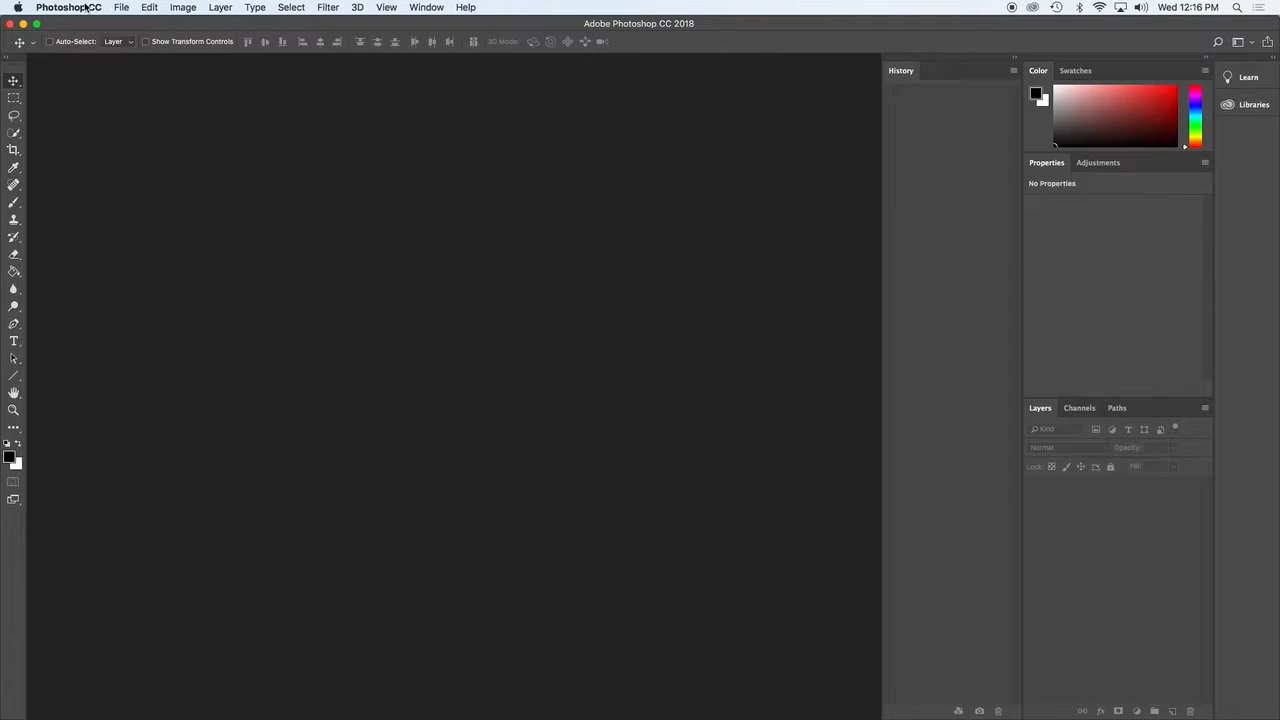 Photoshop CC File Edit Image Layer Type Select Filter 3D View Window Help Wed 12:16 PM
Adobe Photoshop CC 2018
Auto-Select: Layer Show Transform Controls 3D Mode:
History
Color Swatches
Learn
Libraries
Properties Adjustments
No Properties
Layers Channels Paths
Kind
Normal Opacity:
Lock: Fill: